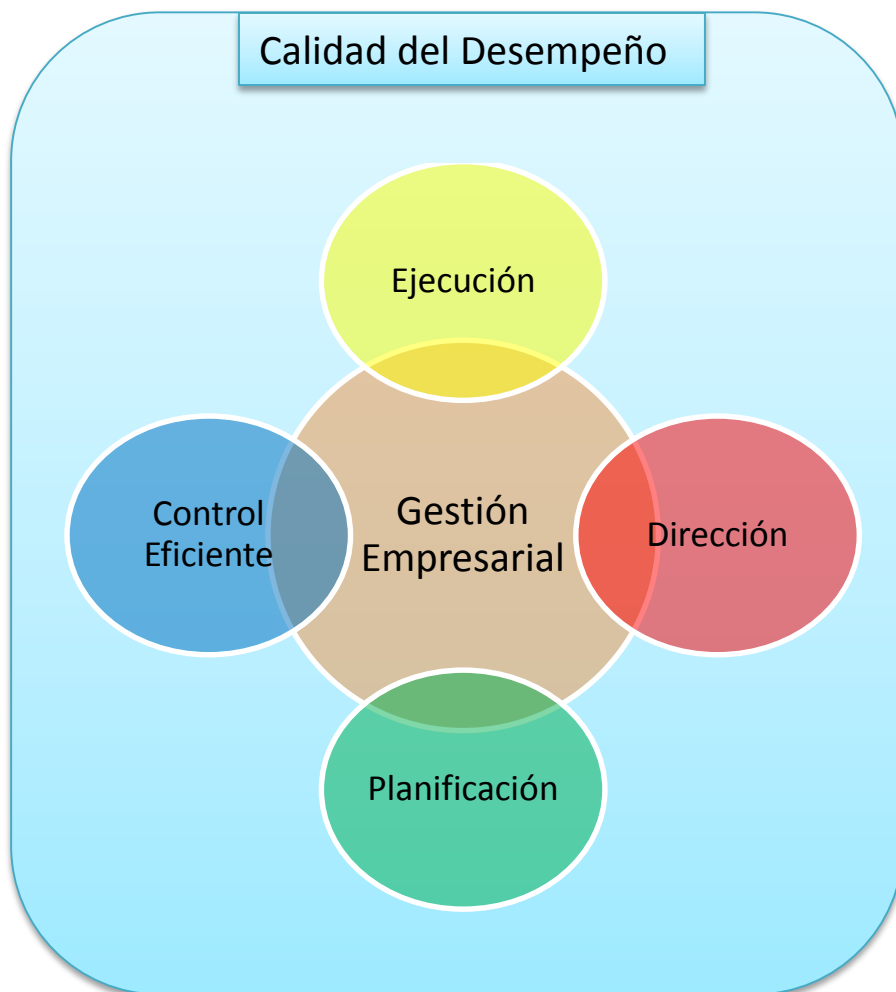 Calidad del Desempeño
Ejecución
Control
Eficiente
Gestión
Empresarial
Dirección
Planificación